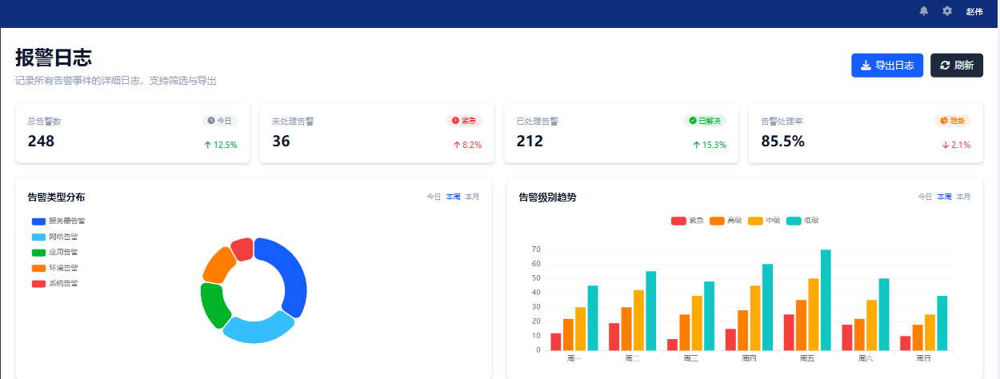 赵伟
报警日志
记录所有告警事件的详细日志，支持筛选与导出
导出日志
刷新
总告警数
今日
248
12.5%
未处理告警
紧急
36
8.2%
已处理告警
已解决
212
15.3%
告警处理率
趋势
85.5%
2.1%
告警类型分布
今日 本周 本月
服务器告警
网络告警
应用告警
环境告警
系统告警
告警级别趋势
今日 本周 本月
紧急 高级 中级 低级
70
60
50
40
30
20
10
0
周一 周二 周三 周四 周五 周六 周日